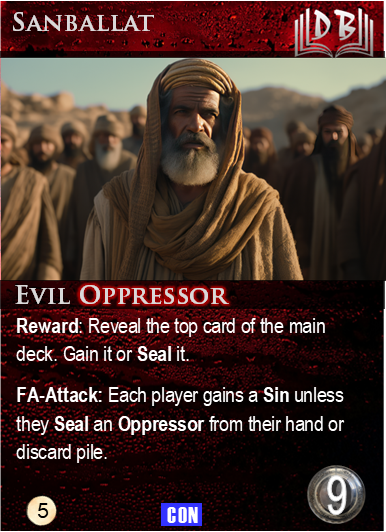 Sanballat
DB
Evil Oppressor
Reward: Reveal the top card of the main
deck. Gain it or Seal it.
FA-Attack: Each player gains a Sin unless
they Seal an Oppressor from their hand or
discard pile.
5
CON
9